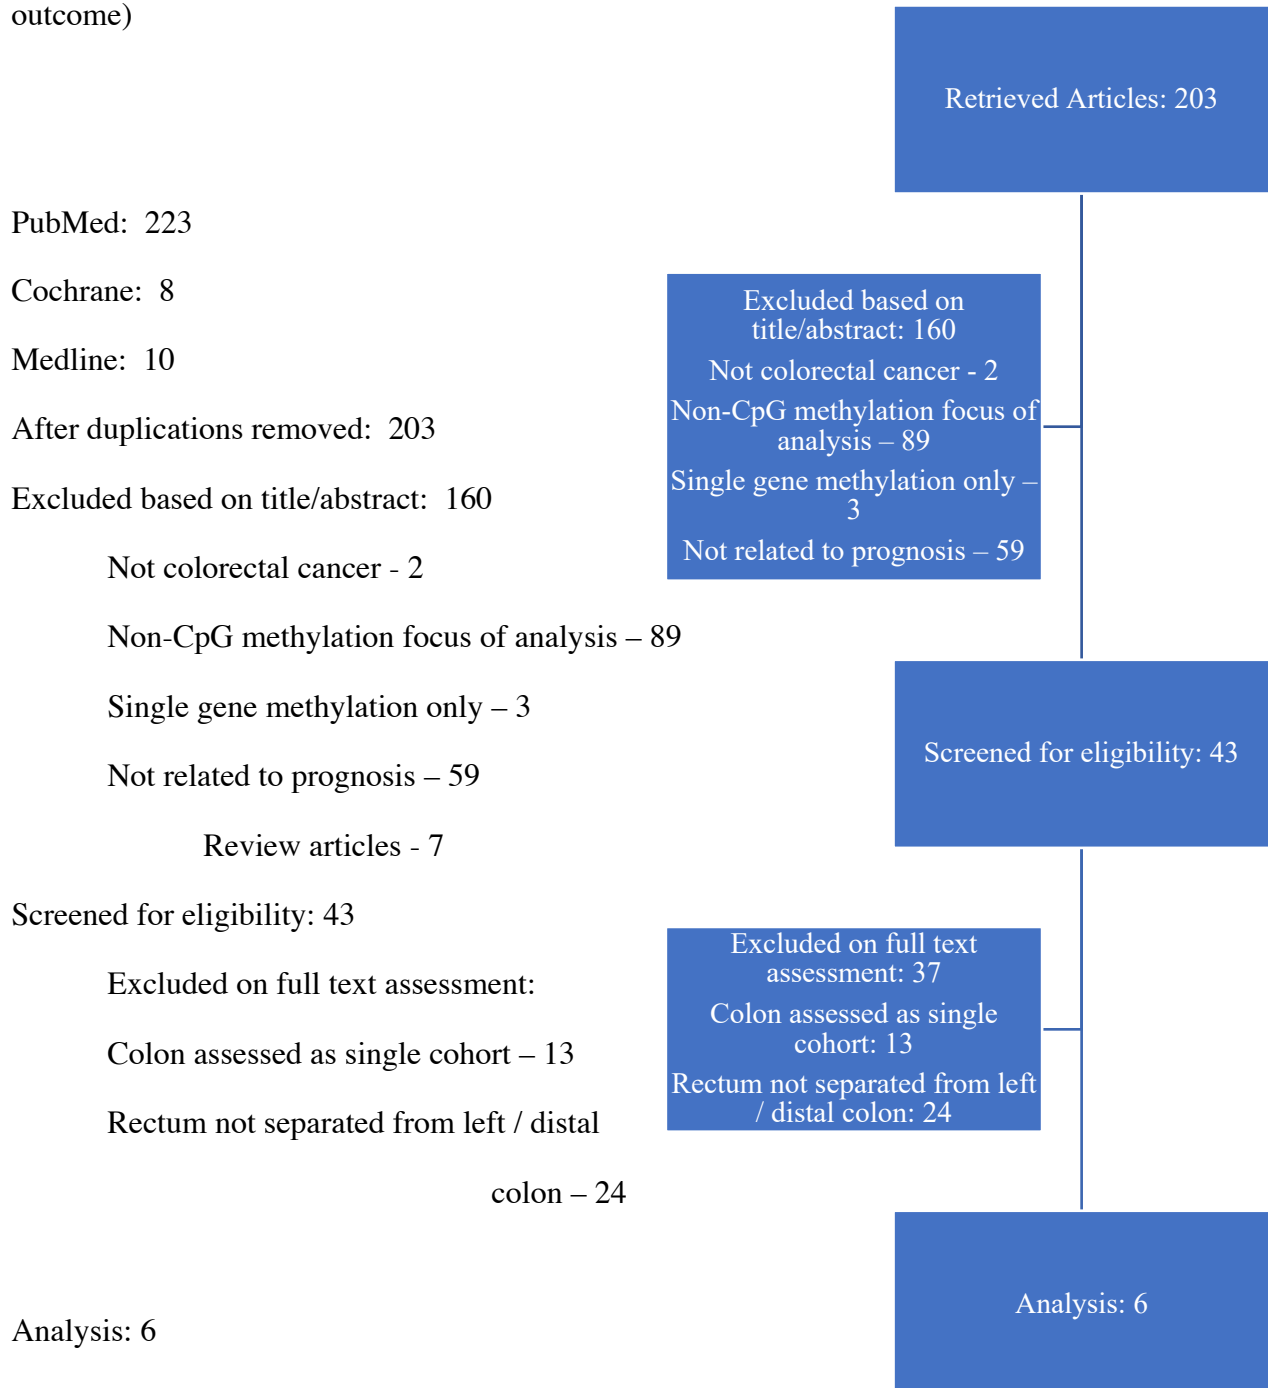 outcome)
PubMed: 223
Cochrane: 8
Medline: 10
After duplications removed: 203
Excluded based on title/abstract: 160
Not colorectal cancer - 2
Non-CpG methylation focus of analysis – 89
Single gene methylation only – 3
Not related to prognosis – 59
Review articles - 7
Screened for eligibility: 43
Excluded on full text assessment:
Colon assessed as single cohort – 13
Rectum not separated from left / distal
colon – 24
Analysis: 6
Retrieved Articles: 203
Excluded based on
title/abstract: 160
Not colorectal cancer - 2
Non-CpG methylation focus of
analysis – 89
Single gene methylation only –
3
Not related to prognosis – 59
Screened for eligibility: 43
Excluded on full text
assessment: 37
Colon assessed as single
cohort: 13
Rectum not separated from left
/ distal colon: 24
Analysis: 6